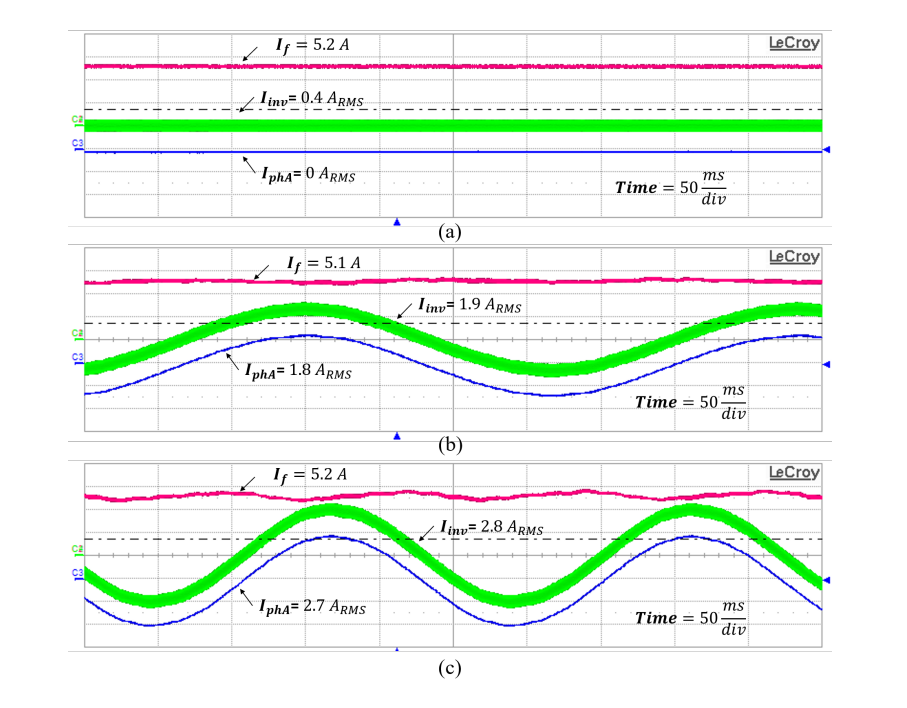 I_f = 5.2 A
LeCroy
I_inv= 0.4 A_RMS
C2
C3
I_phA= 0 A_RMS
Time = 50 ms/div
(a)
I_f = 5.1 A
LeCroy
I_inv= 1.9 A_RMS
C2
C3
I_phA= 1.8 A_RMS
Time = 50 ms/div
(b)
I_f = 5.2 A
LeCroy
I_inv= 2.8 A_RMS
C2
C3
I_phA= 2.7 A_RMS
Time = 50 ms/div
(c)